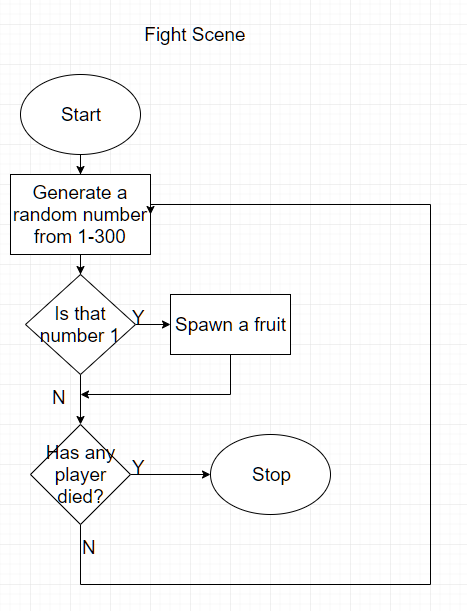 Fight Scene
Start
Generate a
random number
from 1-300
Is that
number 1
Y
Spawn a fruit
N
Has any
player
died?
Y
Stop
N